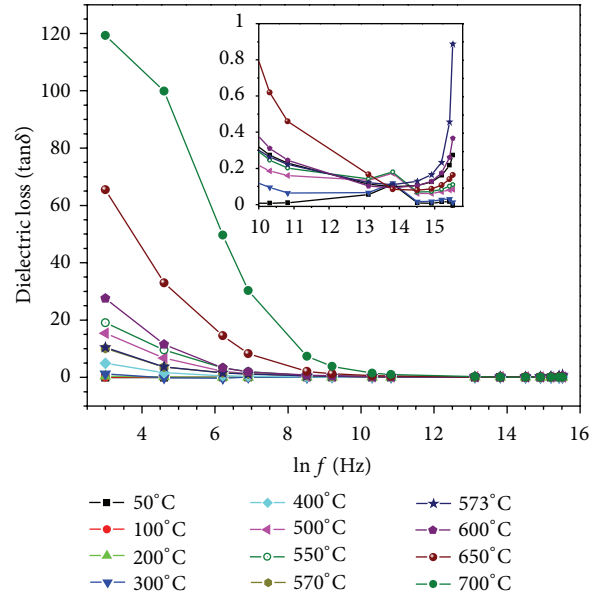 120
100
80
60
40
20
0
Dielectric loss (tanδ)
1
0.8
0.6
0.4
0.2
0
10 11 12 13 14 15
4 6 8 10 12 14 16
ln f (Hz)
50°C
100°C
200°C
300°C
400°C
500°C
550°C
570°C
573°C
600°C
650°C
700°C